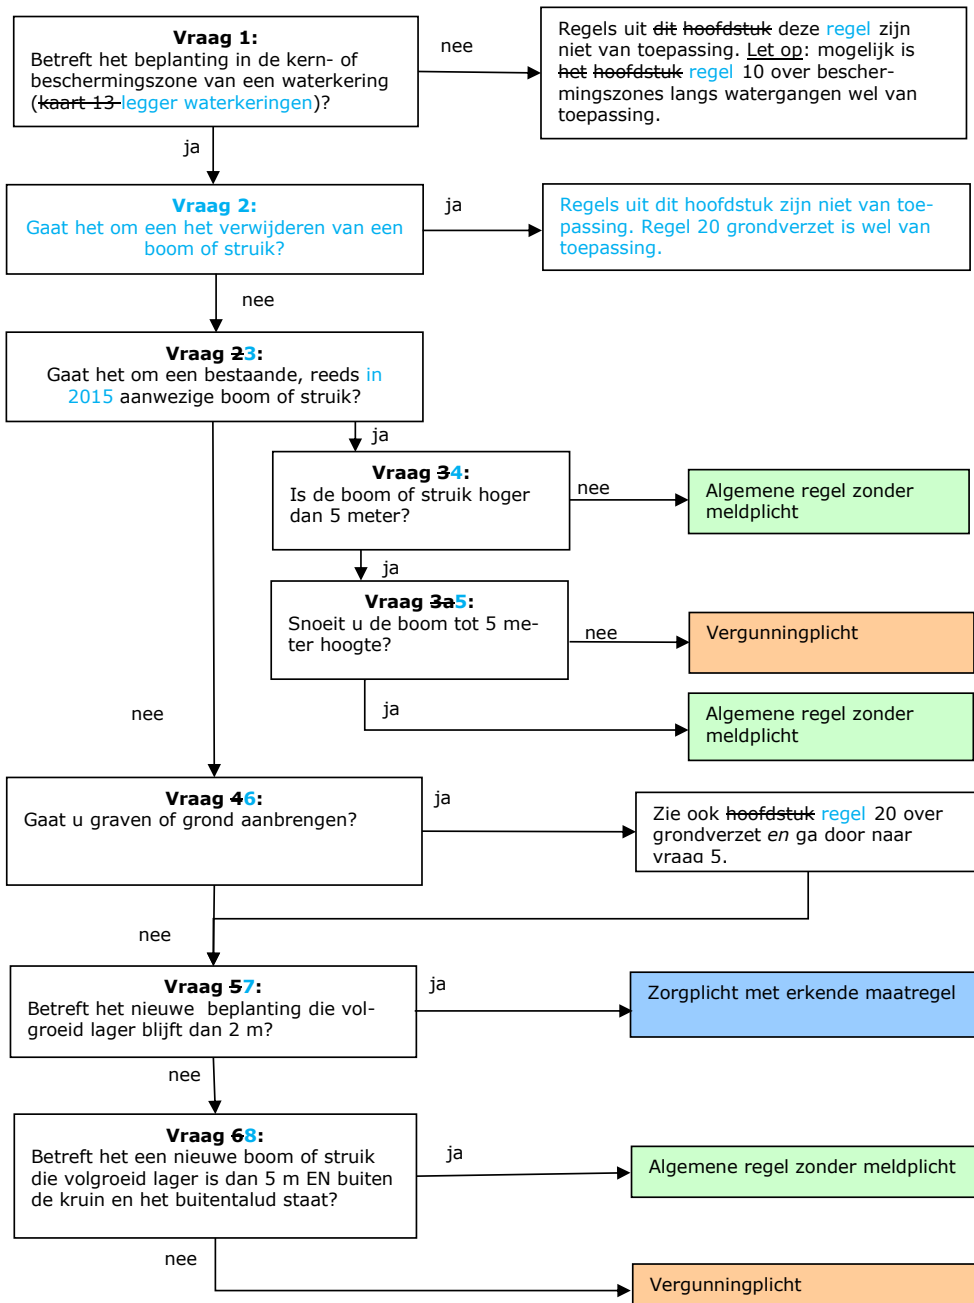 Vraag 1:
Betreft het beplanting in de kern- of
beschermingszone van een waterkering
(kaart 13 legger waterkeringen)?
nee
Regels uit dit hoofdstuk deze regel zijn
niet van toepassing. Let op: mogelijk is
het hoofdstuk regel 10 over bescher-
mingszones langs watergangen wel van
toepassing.
ja
Vraag 2:
Gaat het om een het verwijderen van een
boom of struik?
ja
Regels uit dit hoofdstuk zijn niet van toe-
passing. Regel 20 grondverzet is wel van
toepassing.
nee
Vraag 23:
Gaat het om een bestaande, reeds in
2015 aanwezige boom of struik?
ja
Vraag 34:
Is de boom of struik hoger
dan 5 meter?
nee
Algemene regel zonder
meldplicht
ja
Vraag 3a5:
Snoeit u de boom tot 5 me-
ter hoogte?
nee
Vergunningplicht
ja
Algemene regel zonder
meldplicht
nee
Vraag 46:
Gaat u graven of grond aanbrengen?
ja
Zie ook hoofdstuk regel 20 over
grondverzet en ga door naar
vraag 5.
nee
Vraag 57:
Betreft het nieuwe beplanting die vol-
groeid lager blijft dan 2 m?
ja
Zorgplicht met erkende maatregel
nee
Vraag 68:
Betreft het een nieuwe boom of struik
die volgroeid lager is dan 5 m EN buiten
de kruin en het buitentalud staat?
ja
Algemene regel zonder meldplicht
nee
Vergunningplicht